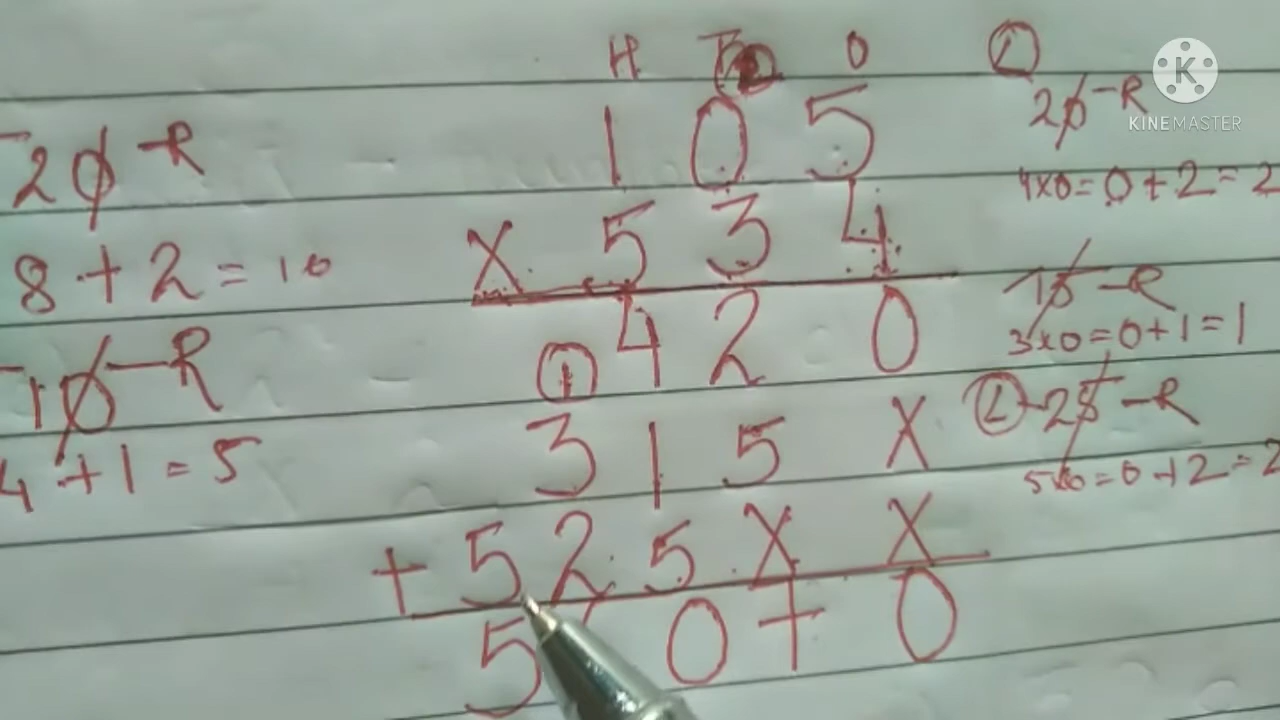 H T O
1 0 5
× 5 3 4
4 2 0
①
3 1 5 ×
+ 5 2 5 × ×
5 0 7 0
20 - R
8 + 2 = 10
10 - R
4 + 1 = 5
①
20 - R
4×0=0+2=2
15 - R
3×0=0+1=1
② 25 - R
5×0=0+2=2
KINEMASTER